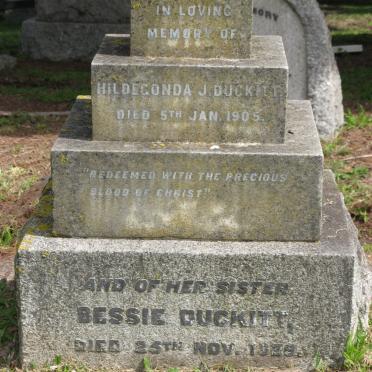 IN LOVING
MEMORY OF
HILDEGONDA J. DUCKITT
DIED 5TH JAN. 1905.
"REDEEMED WITH THE PRECIOUS
BLOOD OF CHRIST"
AND OF HER SISTER
BESSIE DUCKITT,
DIED 25TH NOV. 1929.